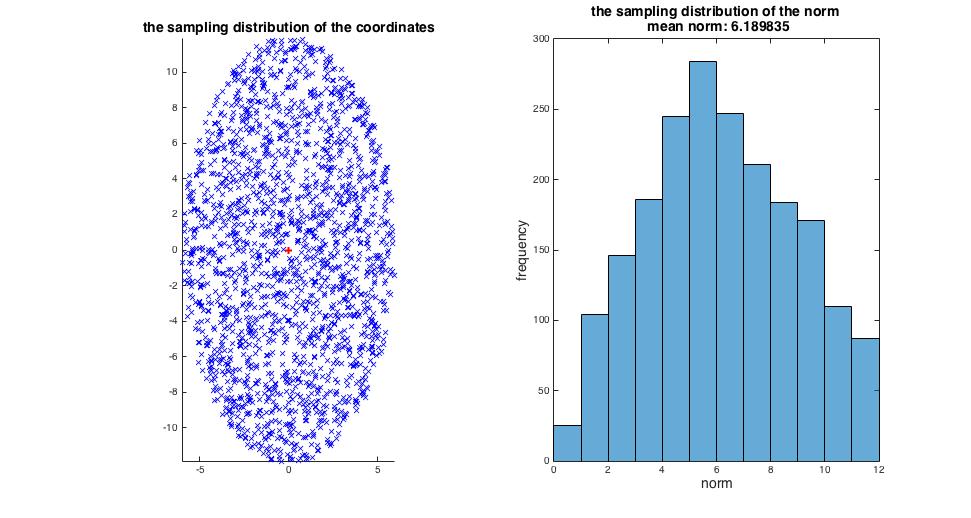 the sampling distribution of the coordinates
10
8
6
4
2
0
-2
-4
-6
-8
-10
-5 0 5
the sampling distribution of the norm
mean norm: 6.189835
frequency
300
250
200
150
100
50
0
0 2 4 6 8 10 12
norm